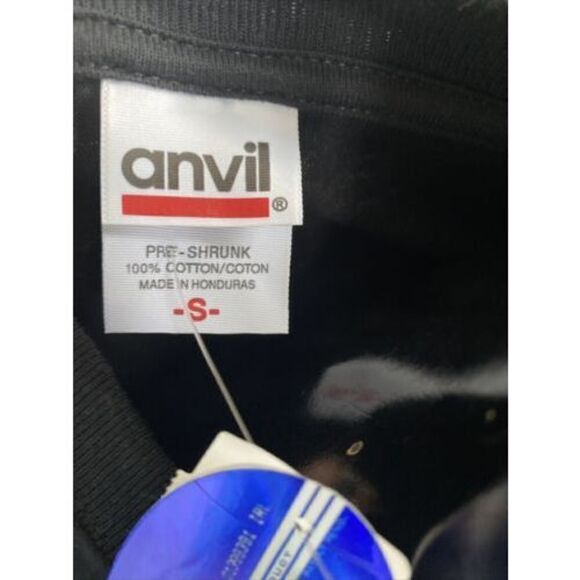 anvil
®
PRE-SHRUNK
100% COTTON/COTON
MADE IN HONDURAS
-S-